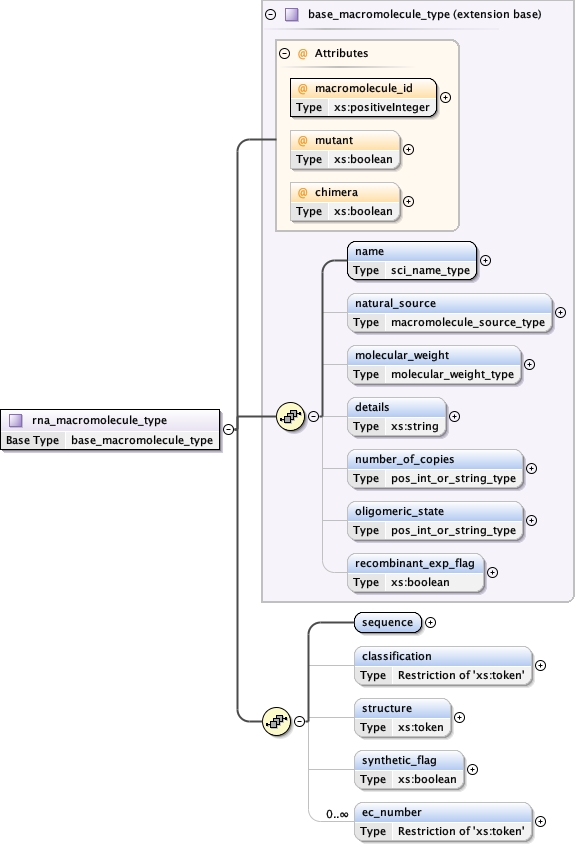 base_macromolecule_type (extension base)
@ Attributes
@ macromolecule_id
Type xs:positiveInteger
@ mutant
Type xs:boolean
@ chimera
Type xs:boolean
name
Type sci_name_type
natural_source
Type macromolecule_source_type
molecular_weight
Type molecular_weight_type
details
Type xs:string
rna_macromolecule_type
Base Type base_macromolecule_type
number_of_copies
Type pos_int_or_string_type
oligomeric_state
Type pos_int_or_string_type
recombinant_exp_flag
Type xs:boolean
sequence
classification
Type Restriction of 'xs:token'
structure
Type xs:token
synthetic_flag
Type xs:boolean
0..∞ ec_number
Type Restriction of 'xs:token'